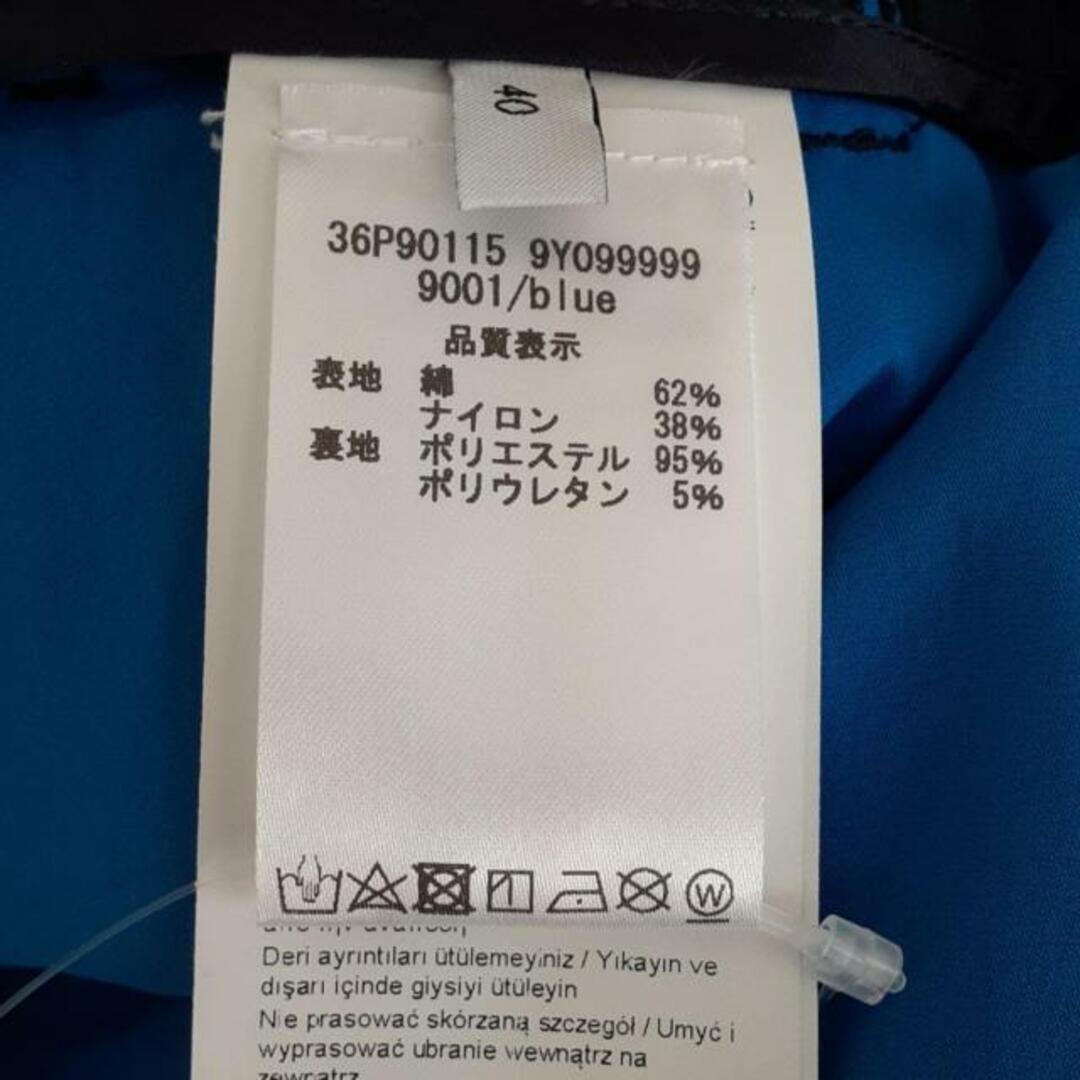 40
36P90115 9Y099999
9001/blue
品質表示
表地 綿 62%
ナイロン 38%
裏地 ポリエステル 95%
ポリウレタン 5%
W
Deri ayrıntıları ütülemeyiniz / Yıkayın ve
dışarı içinde giysiyi ütüleyin
Nie prasować skórzaną szczegół / Umyć i
wyprasować ubranie wewnątrz na
zewnątrz